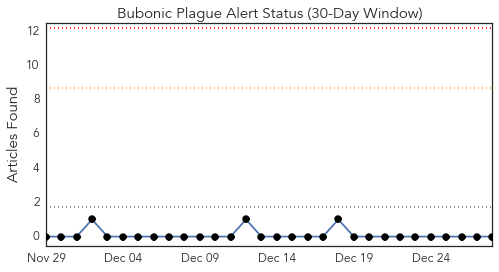 Bubonic Plague Alert Status (30-Day Window)
Articles Found
12
10
8
6
4
2
0
Nov 29 Dec 04 Dec 09 Dec 14 Dec 19 Dec 24